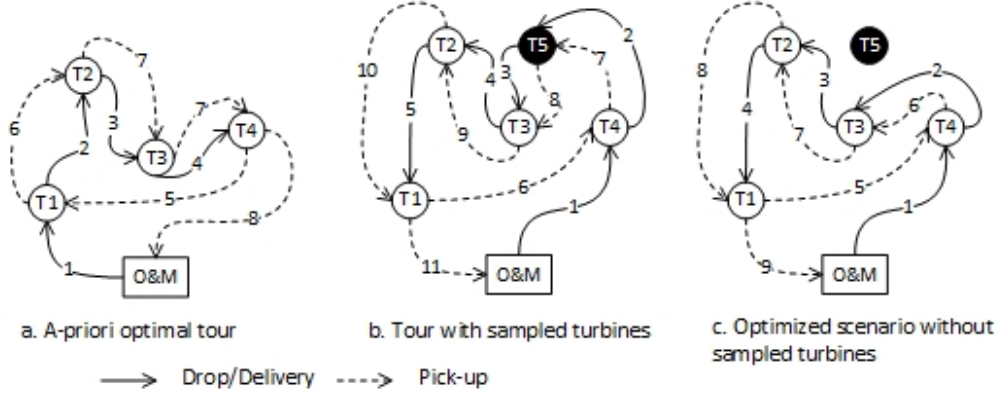 T2
7
6
3
7
T4
T3
4
2
5
T1
8
1
O&M
a. A-priori optimal tour
T2
T5
2
10
4
3
7
5
8
9
T3
T4
6
T1
1
11
O&M
b. Tour with sampled turbines
T2
T5
8
3
2
4
6
7
T3
T4
5
T1
1
9
O&M
c. Optimized scenario without
sampled turbines
Drop/Delivery
Pick-up